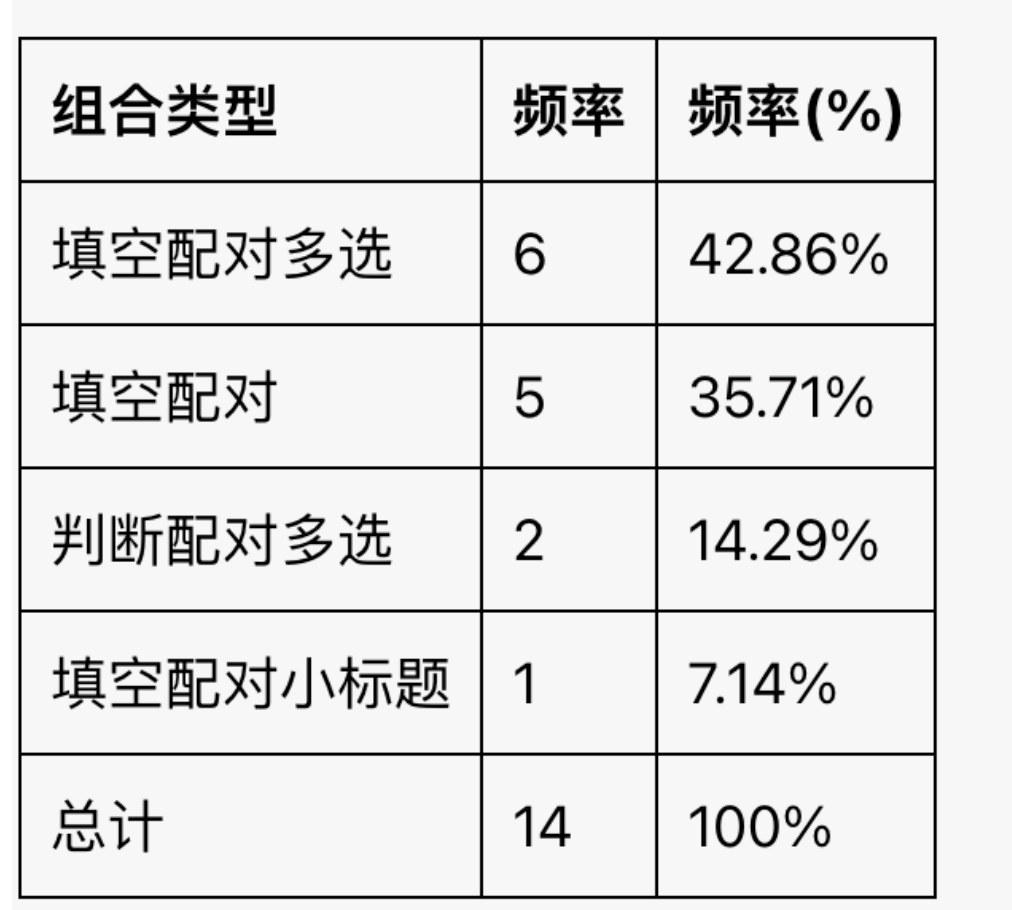 组合类型 频率 频率(%)
填空配对多选 6 42.86%
填空配对 5 35.71%
判断配对多选 2 14.29%
填空配对小标题 1 7.14%
总计 14 100%